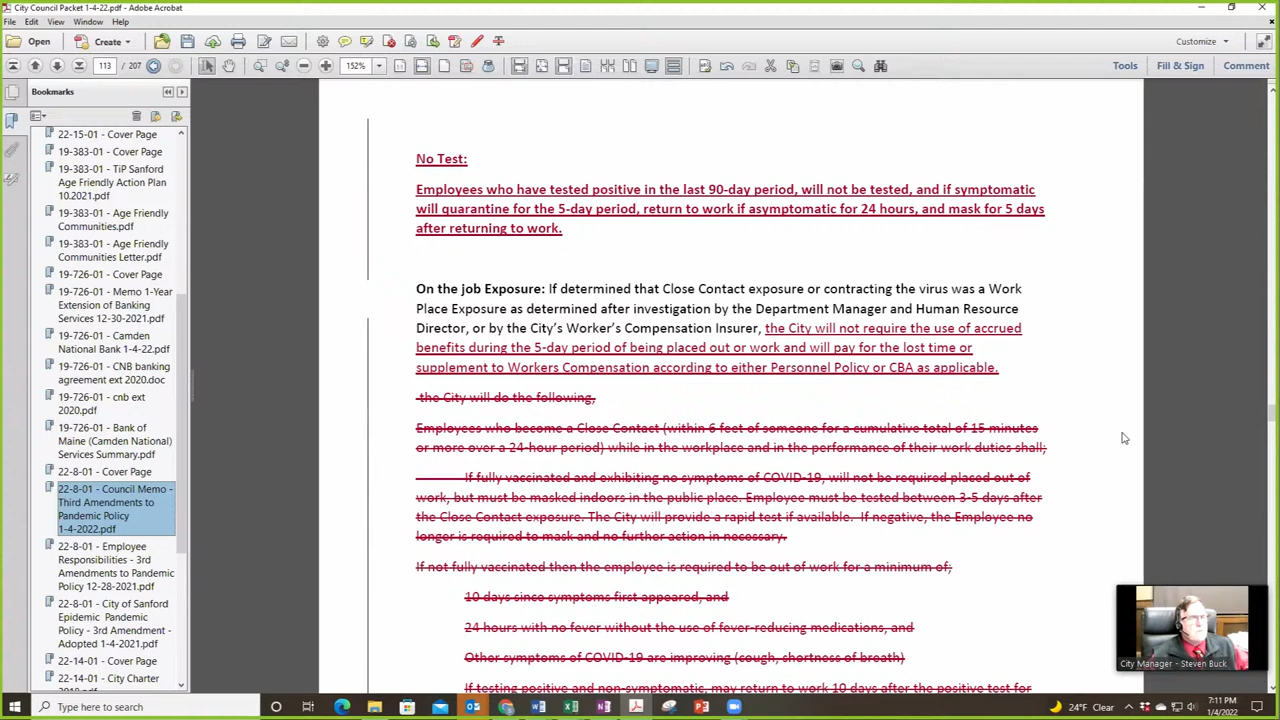 City Council Packet 1-4-22.pdf - Adobe Acrobat
File Edit View Window Help
Open Create Customize
113 / 207 152% Tools Fill & Sign Comment
Bookmarks
22-15-01 - Cover Page
19-383-01 - Cover Page
19-383-01 - TiP Sanford
Age Friendly Action Plan
10.2021.pdf
19-383-01 - Age Friendly
Communities.pdf
19-383-01 - Age Friendly
Communities Letter.pdf
19-726-01 - Cover Page
19-726-01 - Memo 1-Year
Extension of Banking
Services 12-30-2021.pdf
19-726-01 - Camden
National Bank 1-4-22.pdf
19-726-01 - CNB banking
agreement ext 2020.doc
19-726-01 - cnb ext
2020.pdf
19-726-01 - Bank of
Maine (Camden National)
Services Summary.pdf
22-8-01 - Cover Page
22-8-01 - Council Memo -
Third Amendments to
Pandemic Policy
1-4-2022.pdf
22-8-01 - Employee
Responsibilities - 3rd
Amendments to Pandemic
Policy 12-28-2021.pdf
22-8-01 - City of Sanford
Epidemic Pandemic
Policy - 3rd Amendment -
Adopted 1-4-2021.pdf
22-14-01 - Cover Page
22-14-01 - City Charter
No Test:
Employees who have tested positive in the last 90-day period, will not be tested, and if symptomatic
will quarantine for the 5-day period, return to work if asymptomatic for 24 hours, and mask for 5 days
after returning to work.
On the job Exposure: If determined that Close Contact exposure or contracting the virus was a Work
Place Exposure as determined after investigation by the Department Manager and Human Resource
Director, or by the City's Worker's Compensation Insurer, the City will not require the use of accrued
benefits during the 5-day period of being placed out or work and will pay for the lost time or
supplement to Workers Compensation according to either Personnel Policy or CBA as applicable.
the City will do the following,
Employees who become a Close Contact (within 6 feet of someone for a cumulative total of 15 minutes
or more over a 24-hour period) while in the workplace and in the performance of their work duties shall;
If fully vaccinated and exhibiting no symptoms of COVID-19, will not be required placed out of
work, but must be masked indoors in the public place. Employee must be tested between 3-5 days after
the Close Contact exposure. The City will provide a rapid test if available. If negative, the Employee no
longer is required to mask and no further action in necessary.
If not fully vaccinated then the employee is required to be out of work for a minimum of;
10 days since symptoms first appeared, and
24 hours with no fever without the use of fever-reducing medications, and
Other symptoms of COVID-19 are improving (cough, shortness of breath)
If testing positive and non-symptomatic, may return to work 10 days after the positive test for
City Manager - Steven Buck
Type here to search
24°F Clear
7:11 PM
1/4/2022